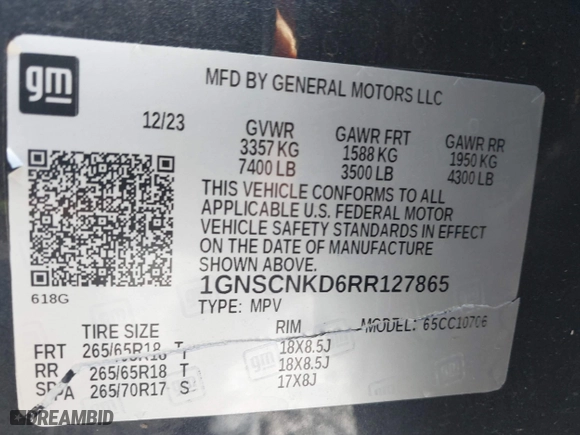 gm
MFD BY GENERAL MOTORS LLC
12/23
GVWR
3357 KG
7400 LB
GAWR FRT
1588 KG
3500 LB
GAWR RR
1950 KG
4300 LB
THIS VEHICLE CONFORMS TO ALL
APPLICABLE U.S. FEDERAL MOTOR
VEHICLE SAFETY STANDARDS IN EFFECT
ON THE DATE OF MANUFACTURE
SHOWN ABOVE.
618G
1GNSCNKD6RR127865
TYPE: MPV
MODEL: 65CC10706
TIRE SIZE RIM
FRT 265/65R18 T 18X8.5J
RR 265/65R18 T 18X8.5J
SPA 265/70R17 S 17X8J
DREAMBID